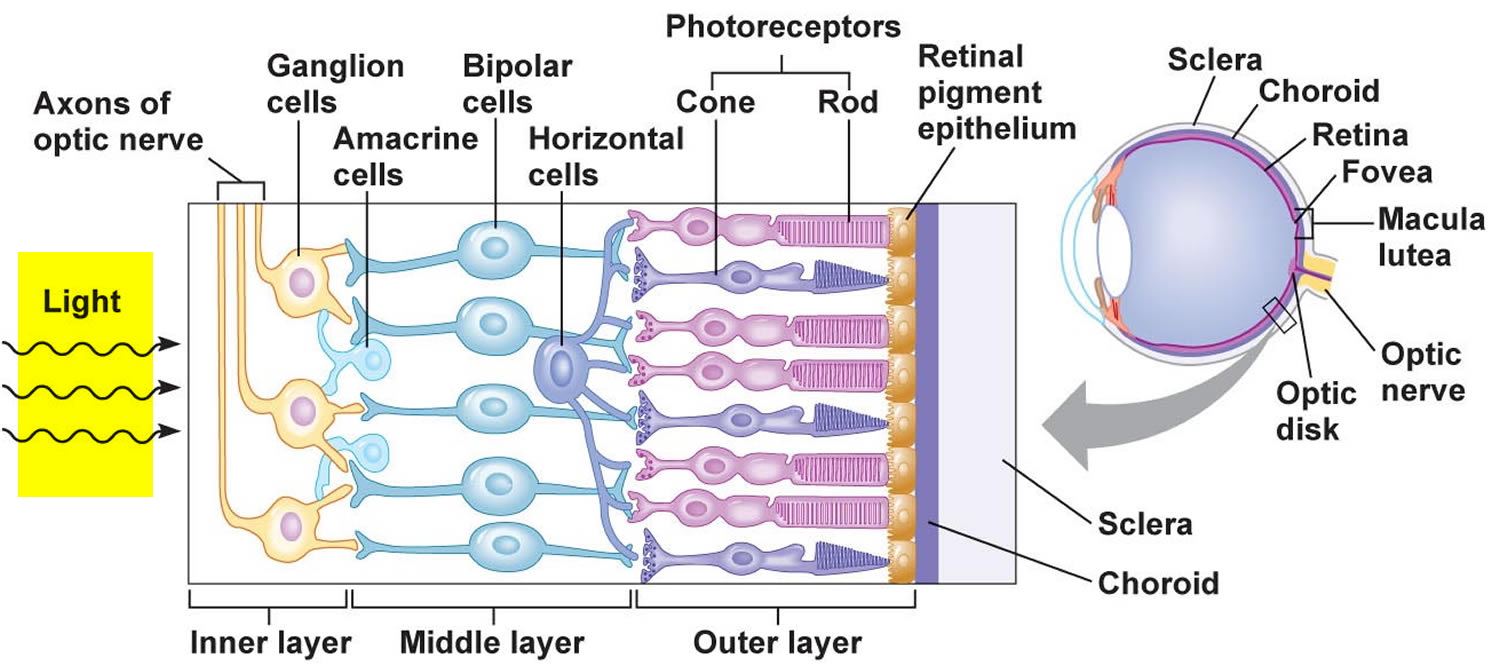 Photoreceptors
Ganglion
cells
Bipolar
cells
Cone
Rod
Retinal
pigment
epithelium
Axons of
optic nerve
Amacrine
cells
Horizontal
cells
Light
Inner layer
Middle layer
Outer layer
Sclera
Choroid
Retina
Fovea
Macula
lutea
Optic
nerve
Optic
disk
Sclera
Choroid